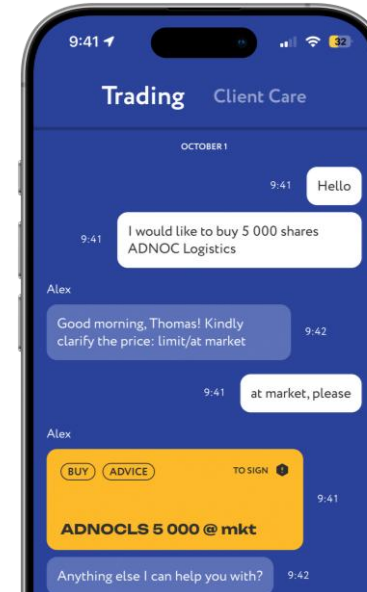 9:41
32
Trading Client Care
OCTOBER 1
9:41 Hello
I would like to buy 5 000 shares
9:41
ADNOC Logistics
Alex
Good morning, Thomas! Kindly
9:42
clarify the price: limit/at market
9:41 at market, please
Alex
BUY ADVICE TO SIGN
9:41
ADNOCLS 5 000 @ mkt
Anything else I can help you with? 9:42